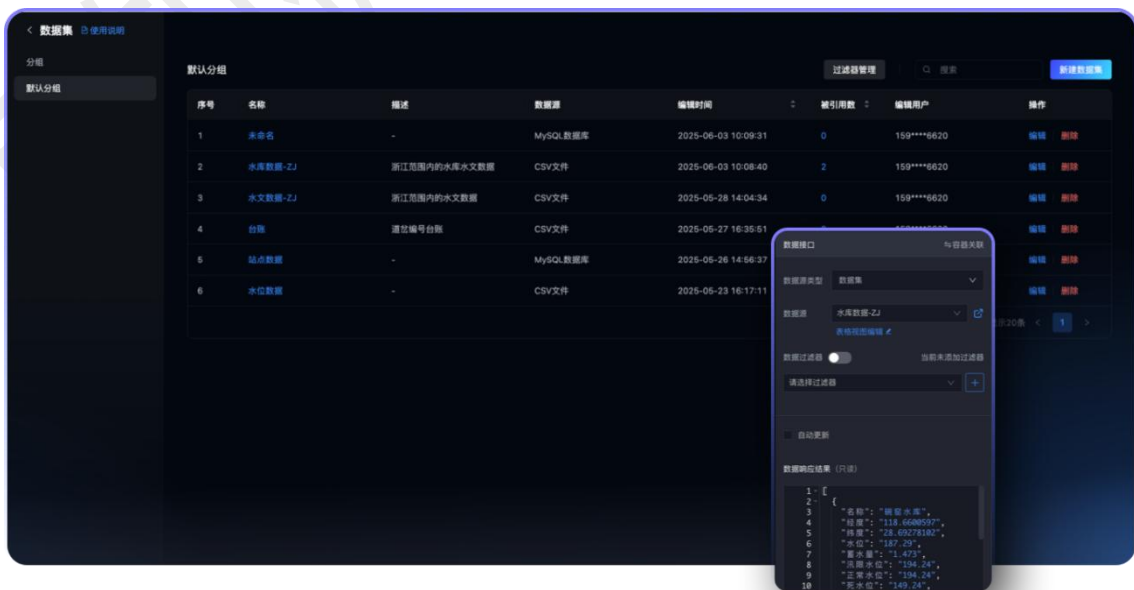 数据集 使用说明
分组
默认分组
默认分组 过滤器管理 搜索 新建数据集
序号 名称 描述 数据源 编辑时间 被引用数 编辑用户 操作
1 未命名 - MySQL数据库 2025-06-03 10:09:31 0 159****6620 编辑 删除
2 水库数据-ZJ 浙江范围内的水库水文数据 CSV文件 2025-06-03 10:08:40 2 159****6620 编辑 删除
3 水文数据-ZJ 浙江范围内的水文数据 CSV文件 2025-05-28 14:04:34 0 159****6620 编辑 删除
4 台账 道岔编号台账 CSV文件 2025-05-27 16:35:51 编辑 删除
5 站点数据 - MySQL数据库 2025-05-26 14:56:37 编辑 删除
6 水位数据 - CSV文件 2025-05-23 16:17:11 编辑 删除
示20条 < 1 >
数据接口 容器关联
数据源类型 数据集
数据源 水库数据-ZJ
表格视图编辑
数据过滤器 当前未添加过滤器
请选择过滤器 +
自动更新
数据响应结果 (只读)
1 [
2 {
3 "名称": "碗窑水库",
4 "经度": "118.6600597",
5 "纬度": "28.69278102",
6 "水位": "187.29",
7 "蓄水量": "1.473",
8 "汛限水位": "194.24",
9 "正常水位": "194.24",
10 "死水位": "149.24",